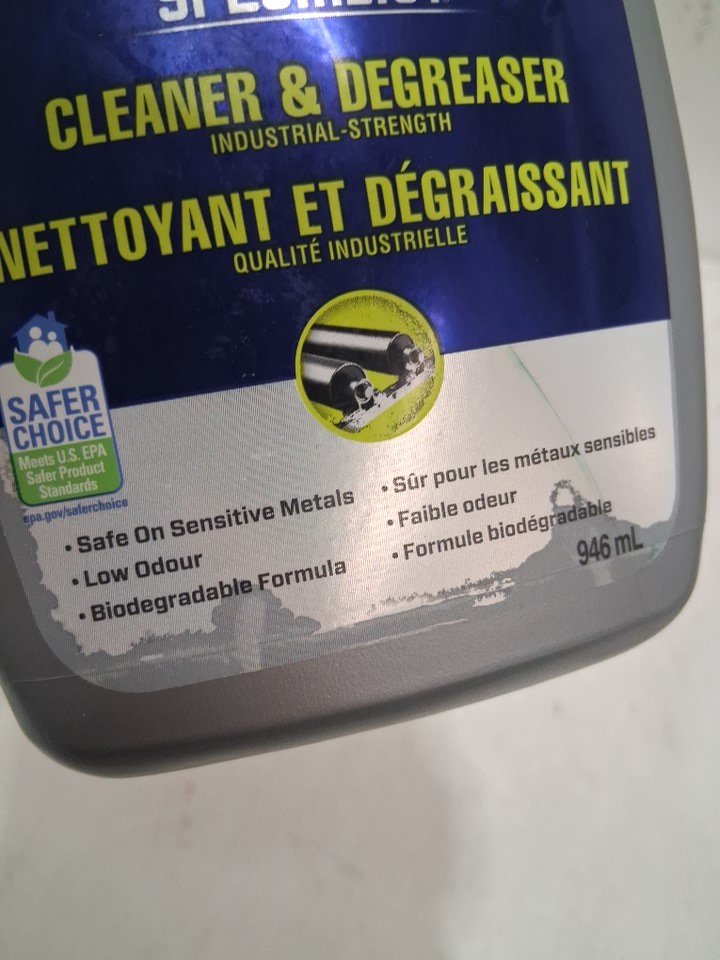 CLEANER & DEGREASER
INDUSTRIAL-STRENGTH
NETTOYANT ET DÉGRAISSANT
QUALITÉ INDUSTRIELLE
SAFER
CHOICE
Meets U.S. EPA
Safer Product
Standards
epa.gov/saferchoice
• Safe On Sensitive Metals
• Low Odour
• Biodegradable Formula
• Sûr pour les métaux sensibles
• Faible odeur
• Formule biodégradable
946 mL